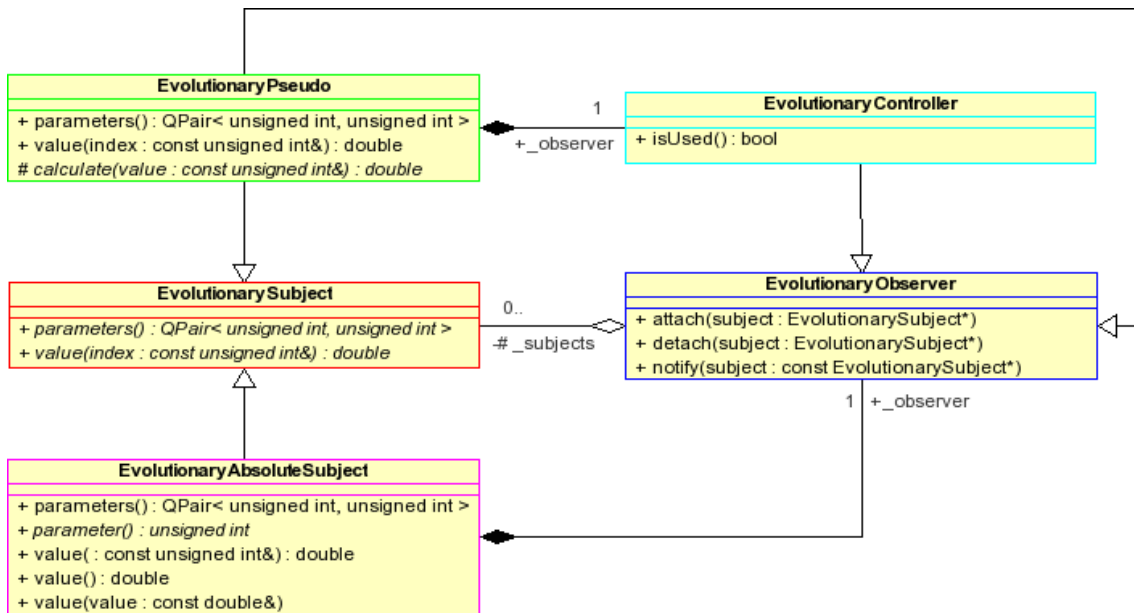 EvolutionaryPseudo
+ parameters() : QPair< unsigned int, unsigned int >
+ value(index : const unsigned int&) : double
# calculate(value : const unsigned int&) : double
1
+_observer
EvolutionaryController
+ isUsed() : bool
EvolutionarySubject
+ parameters() : QPair< unsigned int, unsigned int >
+ value(index : const unsigned int&) : double
0..
-# _subjects
EvolutionaryObserver
+ attach(subject : EvolutionarySubject*)
+ detach(subject : EvolutionarySubject*)
+ notify(subject : const EvolutionarySubject*)
1 +_observer
EvolutionaryAbsoluteSubject
+ parameters() : QPair< unsigned int, unsigned int >
+ parameter() : unsigned int
+ value( : const unsigned int&) : double
+ value() : double
+ value(value : const double&)